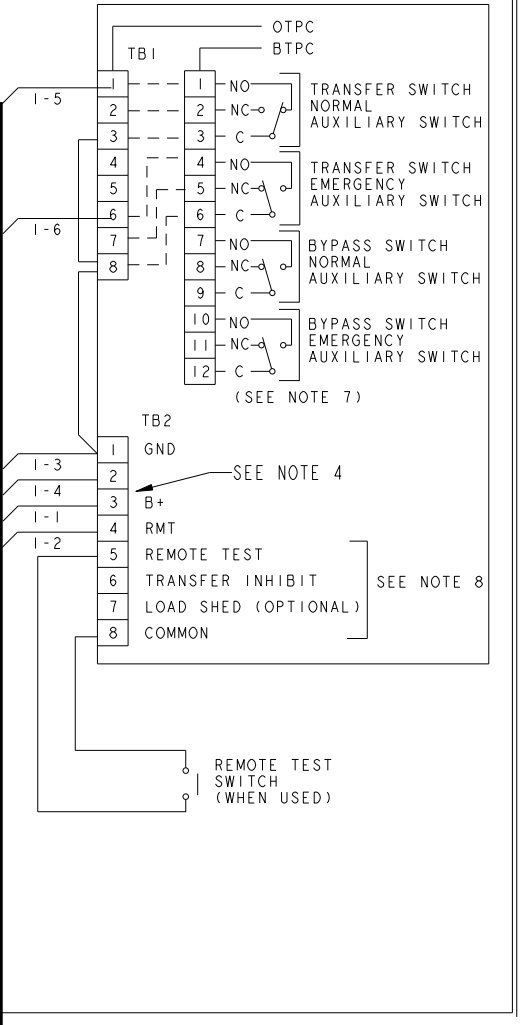 OTPC
BTPC
TB1
1-5
1
2
3
4
5
6
7
8
1-6
1
2
3
4
5
6
7
8
9
10
11
12
NO
NC
C
TRANSFER SWITCH
NORMAL
AUXILIARY SWITCH
NO
NC
C
TRANSFER SWITCH
EMERGENCY
AUXILIARY SWITCH
NO
NC
C
BYPASS SWITCH
NORMAL
AUXILIARY SWITCH
NO
NC
C
BYPASS SWITCH
EMERGENCY
AUXILIARY SWITCH
(SEE NOTE 7)
TB2
1 GND
2
3 B+
4 RMT
5 REMOTE TEST
6 TRANSFER INHIBIT
7 LOAD SHED (OPTIONAL)
8 COMMON
1-3
1-4
1-1
1-2
SEE NOTE 4
SEE NOTE 8
REMOTE TEST
SWITCH
(WHEN USED)